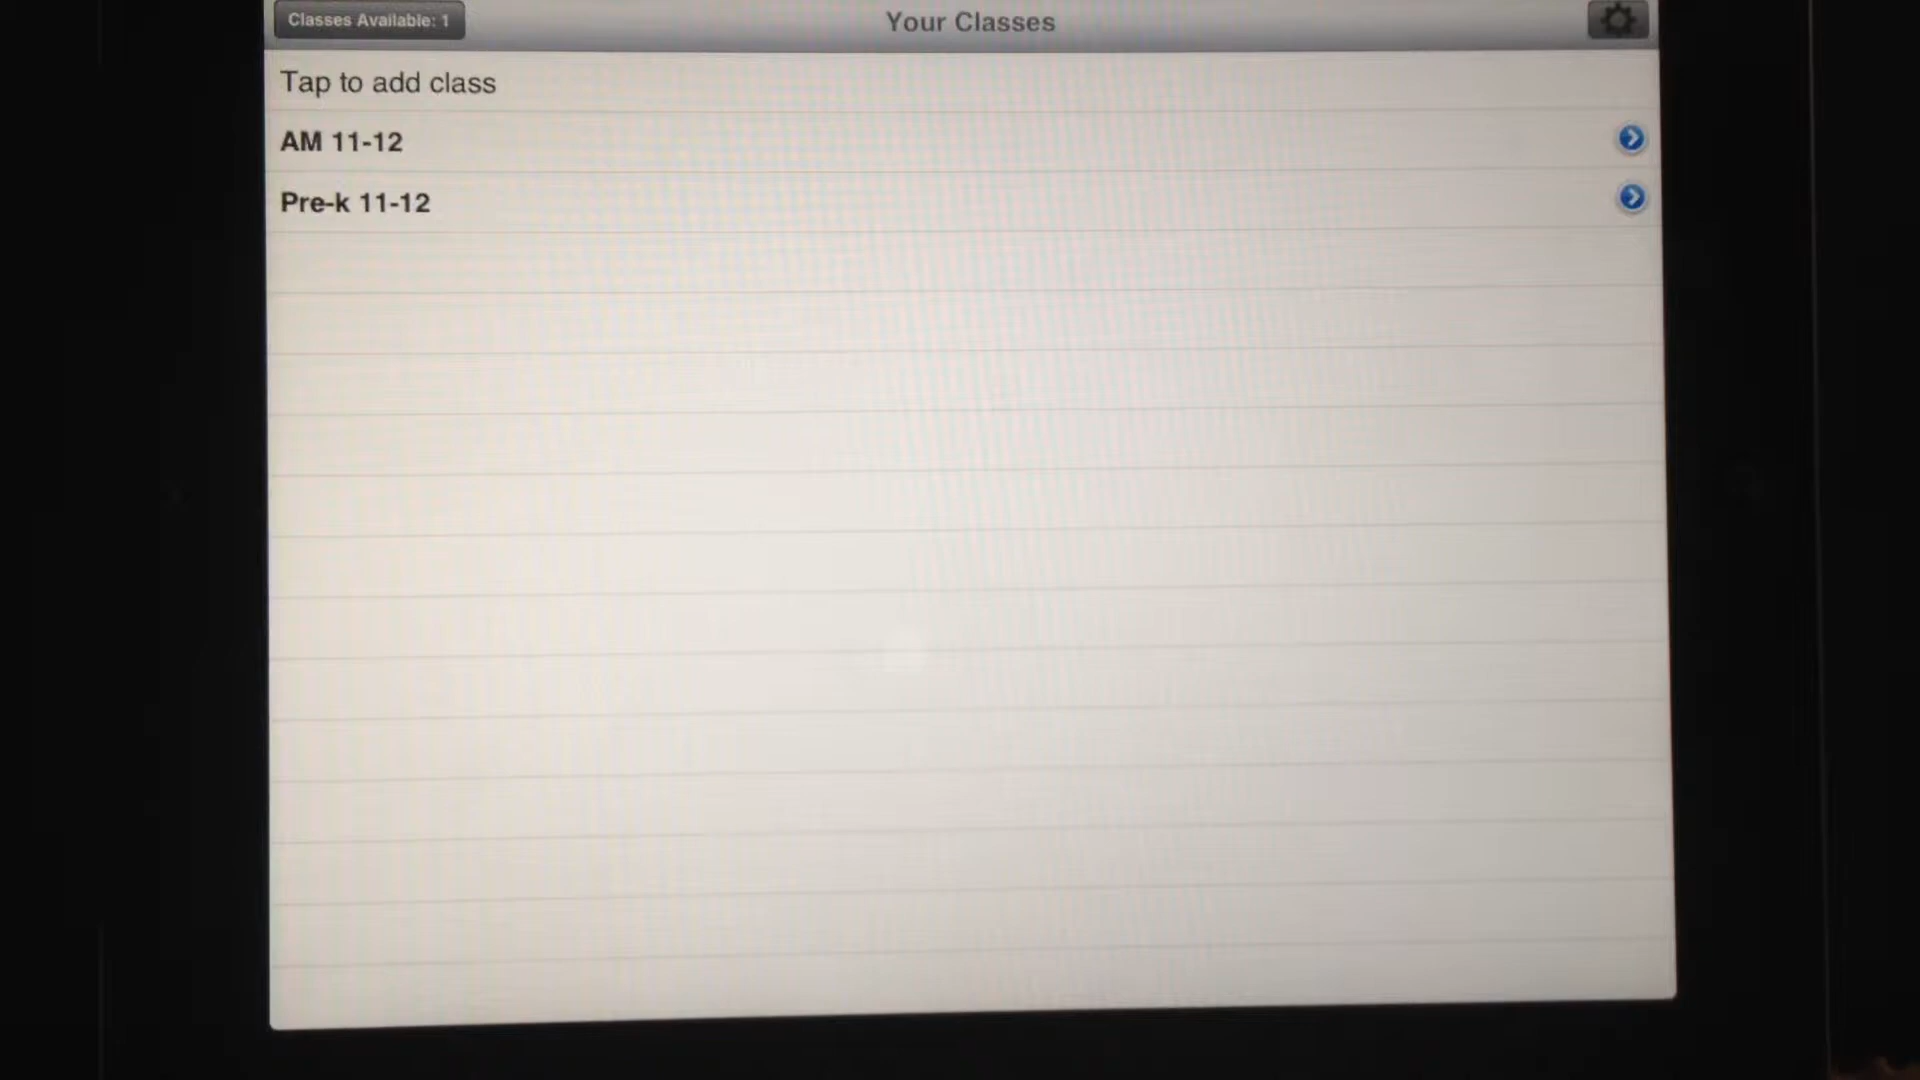 Classes Available: 1
Your Classes
Tap to add class
AM 11-12
Pre-k 11-12